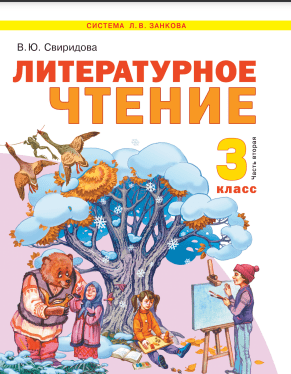 СИСТЕМА Л. В. ЗАНКОВА
В. Ю. Свиридова
ЛИТЕРАТУРНОЕ
ЧТЕНИЕ
3
Часть вторая
класс